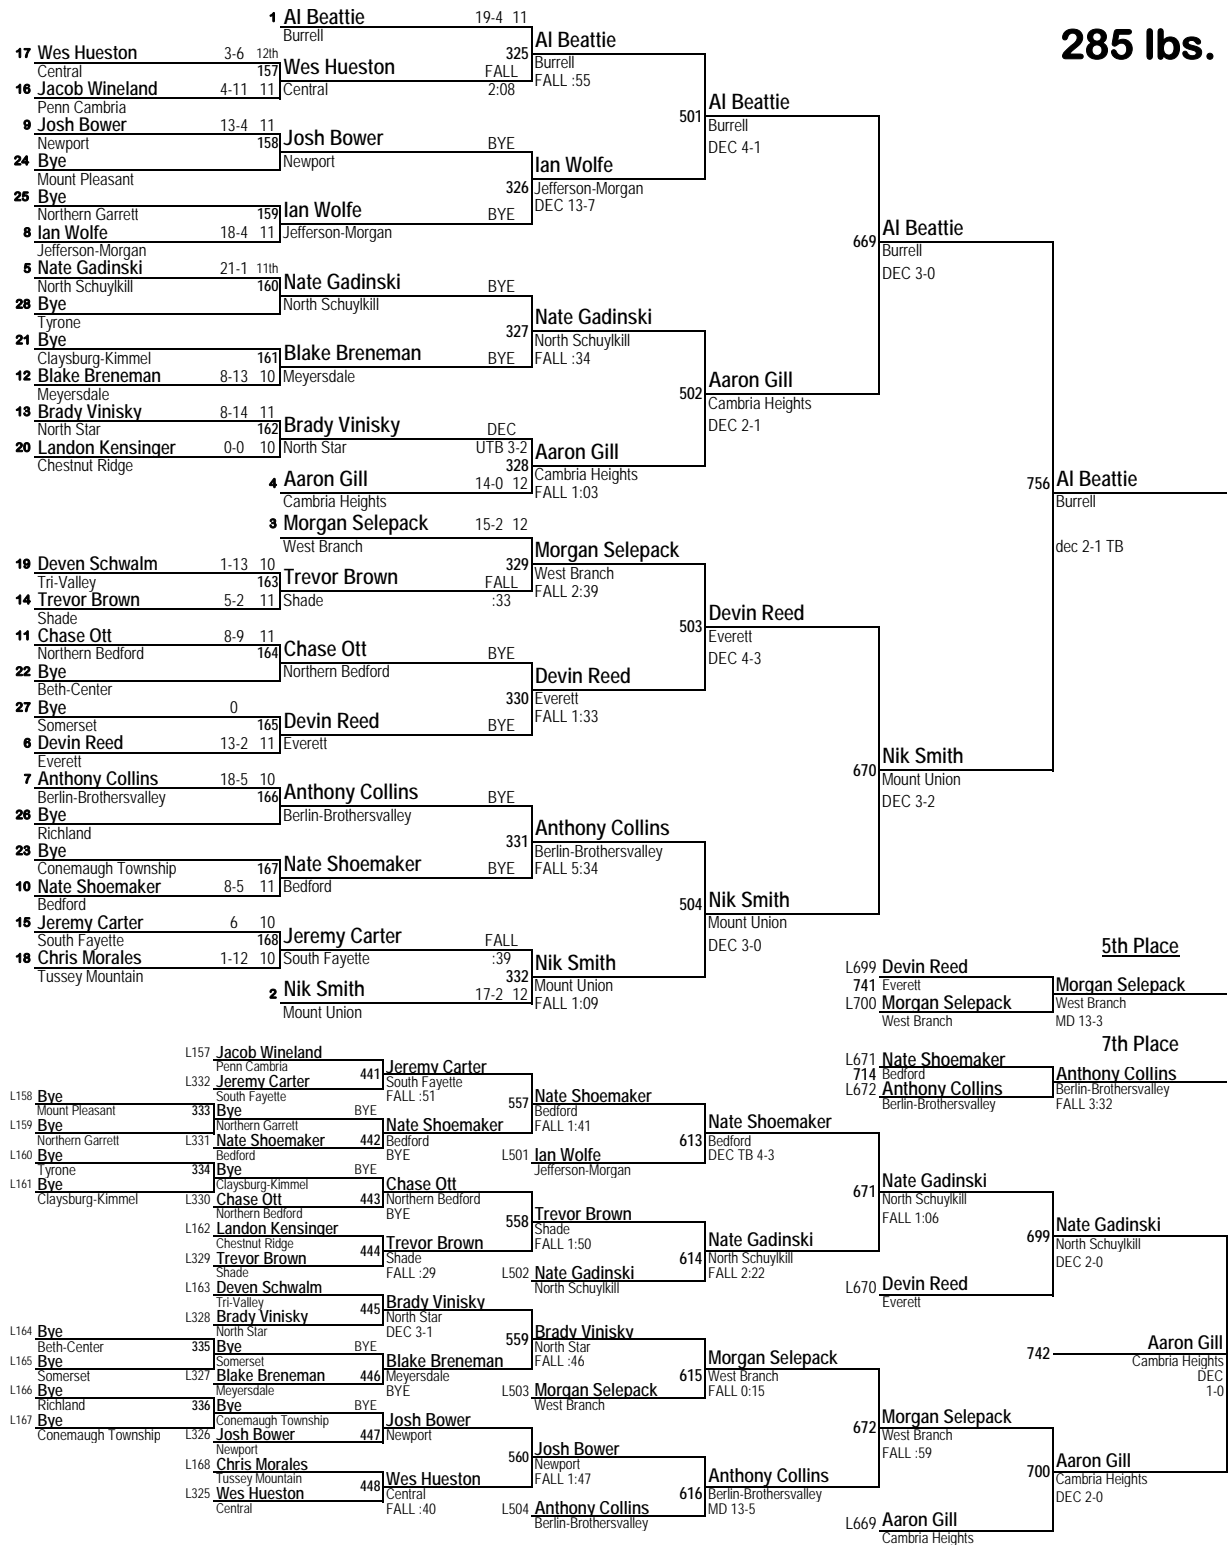 285 lbs.
1 Al Beattie 19-4 11
Burrell
17 Wes Hueston 3-6 12th
Central
157 Wes Hueston FALL
Central 2:08
16 Jacob Wineland 4-11 11
Penn Cambria
325 Al Beattie
Burrell
FALL :55
9 Josh Bower 13-4 11
Newport
158 Josh Bower BYE
Newport
24 Bye
Mount Pleasant
326 Ian Wolfe
Jefferson-Morgan
DEC 13-7
25 Bye
Northern Garrett
159 Ian Wolfe BYE
Jefferson-Morgan
8 Ian Wolfe 18-4 11
Jefferson-Morgan
501 Al Beattie
Burrell
DEC 4-1
5 Nate Gadinski 21-1 11th
North Schuylkill
160 Nate Gadinski BYE
North Schuylkill
28 Bye
Tyrone
327 Nate Gadinski
North Schuylkill
FALL :34
21 Bye
Claysburg-Kimmel
161 Blake Breneman BYE
Meyersdale
12 Blake Breneman 8-13 10
Meyersdale
502 Aaron Gill
Cambria Heights
DEC 2-1
13 Brady Vinisky 8-14 11
North Star
162 Brady Vinisky DEC
North Star UTB 3-2
20 Landon Kensinger 0-0 10
Chestnut Ridge
328 Aaron Gill
Cambria Heights
FALL 1:03
4 Aaron Gill 14-0 12
Cambria Heights
669 Al Beattie
Burrell
DEC 3-0
756 Al Beattie
Burrell
dec 2-1 TB
3 Morgan Selepack 15-2 12
West Branch
19 Deven Schwalm 1-13 10
Tri-Valley
163 Trevor Brown FALL
Shade :33
14 Trevor Brown 5-2 11
Shade
329 Morgan Selepack
West Branch
FALL 2:39
11 Chase Ott 8-9 11
Northern Bedford
164 Chase Ott BYE
Northern Bedford
22 Bye
Beth-Center
503 Devin Reed
Everett
DEC 4-3
330 Devin Reed
Everett
FALL 1:33
27 Bye 0
Somerset
165 Devin Reed BYE
Everett
6 Devin Reed 13-2 11
Everett
670 Nik Smith
Mount Union
DEC 3-2
7 Anthony Collins 18-5 10
Berlin-Brothersvalley
166 Anthony Collins BYE
Berlin-Brothersvalley
26 Bye
Richland
331 Anthony Collins
Berlin-Brothersvalley
FALL 5:34
23 Bye
Conemaugh Township
167 Nate Shoemaker BYE
Bedford
10 Nate Shoemaker 8-5 11
Bedford
504 Nik Smith
Mount Union
DEC 3-0
15 Jeremy Carter 6 10
South Fayette
168 Jeremy Carter FALL
South Fayette :39
18 Chris Morales 1-12 10
Tussey Mountain
332 Nik Smith
Mount Union
FALL 1:09
2 Nik Smith 17-2 12
Mount Union
5th Place
L699 Devin Reed
741 Everett
L700 Morgan Selepack
West Branch
Morgan Selepack
West Branch
MD 13-3
7th Place
L671 Nate Shoemaker
714 Bedford
L672 Anthony Collins
Berlin-Brothersvalley
Anthony Collins
Berlin-Brothersvalley
FALL 3:32
L157 Jacob Wineland
Penn Cambria
L332 Jeremy Carter
South Fayette
441 Jeremy Carter
South Fayette
FALL :51
L158 Bye
Mount Pleasant
L159 Bye
Northern Garrett
333 Bye BYE
Northern Garrett
L331 Nate Shoemaker
Bedford
442 Nate Shoemaker
Bedford
BYE
557 Nate Shoemaker
Bedford
FALL 1:41
L501 Ian Wolfe
Jefferson-Morgan
613 Nate Shoemaker
Bedford
DEC TB 4-3
L160 Bye
Tyrone
L161 Bye
Claysburg-Kimmel
334 Bye BYE
Claysburg-Kimmel
L330 Chase Ott
Northern Bedford
443 Chase Ott
Northern Bedford
BYE
L162 Landon Kensinger
Chestnut Ridge
L329 Trevor Brown
Shade
444 Trevor Brown
Shade
FALL :29
558 Trevor Brown
Shade
FALL 1:50
L502 Nate Gadinski
North Schuylkill
614 Nate Gadinski
North Schuylkill
FALL 2:22
671 Nate Gadinski
North Schuylkill
FALL 1:06
L670 Devin Reed
Everett
699 Nate Gadinski
North Schuylkill
DEC 2-0
L163 Deven Schwalm
Tri-Valley
L328 Brady Vinisky
North Star
445 Brady Vinisky
North Star
DEC 3-1
L164 Bye
Beth-Center
L165 Bye
Somerset
335 Bye BYE
Somerset
L327 Blake Breneman
Meyersdale
446 Blake Breneman
Meyersdale
BYE
559 Brady Vinisky
North Star
FALL :46
L503 Morgan Selepack
West Branch
615 Morgan Selepack
West Branch
FALL 0:15
L166 Bye
Richland
L167 Bye
Conemaugh Township
336 Bye BYE
Conemaugh Township
L326 Josh Bower
Newport
447 Josh Bower
Newport
L168 Chris Morales
Tussey Mountain
L325 Wes Hueston
Central
448 Wes Hueston
Central
FALL :40
560 Josh Bower
Newport
FALL 1:47
L504 Anthony Collins
Berlin-Brothersvalley
616 Anthony Collins
Berlin-Brothersvalley
MD 13-5
672 Morgan Selepack
West Branch
FALL :59
L669 Aaron Gill
Cambria Heights
700 Aaron Gill
Cambria Heights
DEC 2-0
742 Aaron Gill
Cambria Heights
DEC
1-0